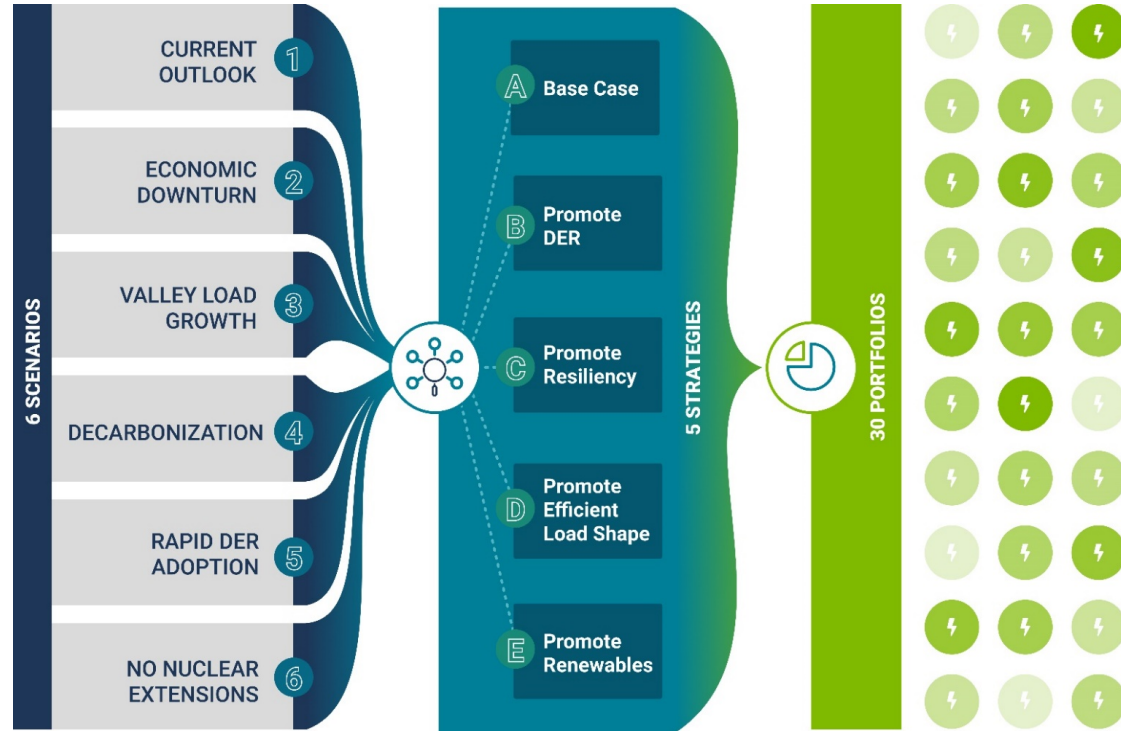 6 SCENARIOS
CURRENT
OUTLOOK
1
ECONOMIC
DOWNTURN
2
VALLEY LOAD
GROWTH
3
DECARBONIZATION
4
RAPID DER
ADOPTION
5
NO NUCLEAR
EXTENSIONS
6
A
Base Case
B
Promote
DER
C
Promote
Resiliency
D
Promote
Efficient
Load Shape
E
Promote
Renewables
5 STRATEGIES
30 PORTFOLIOS